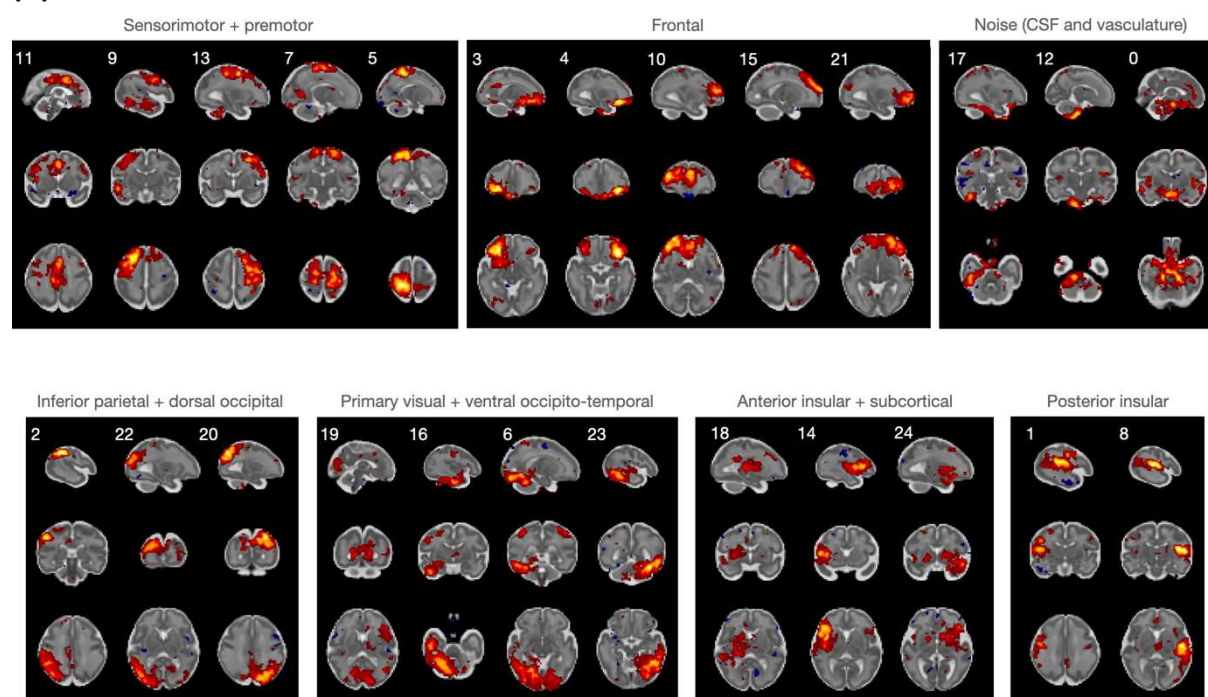 Sensorimotor + premotor
Frontal
Noise (CSF and vasculature)
11 9 13 7 5
3 4 10 15 21
17 12 0
Inferior parietal + dorsal occipital
Primary visual + ventral occipito-temporal
Anterior insular + subcortical
Posterior insular
2 22 20
19 16 6 23
18 14 24
1 8